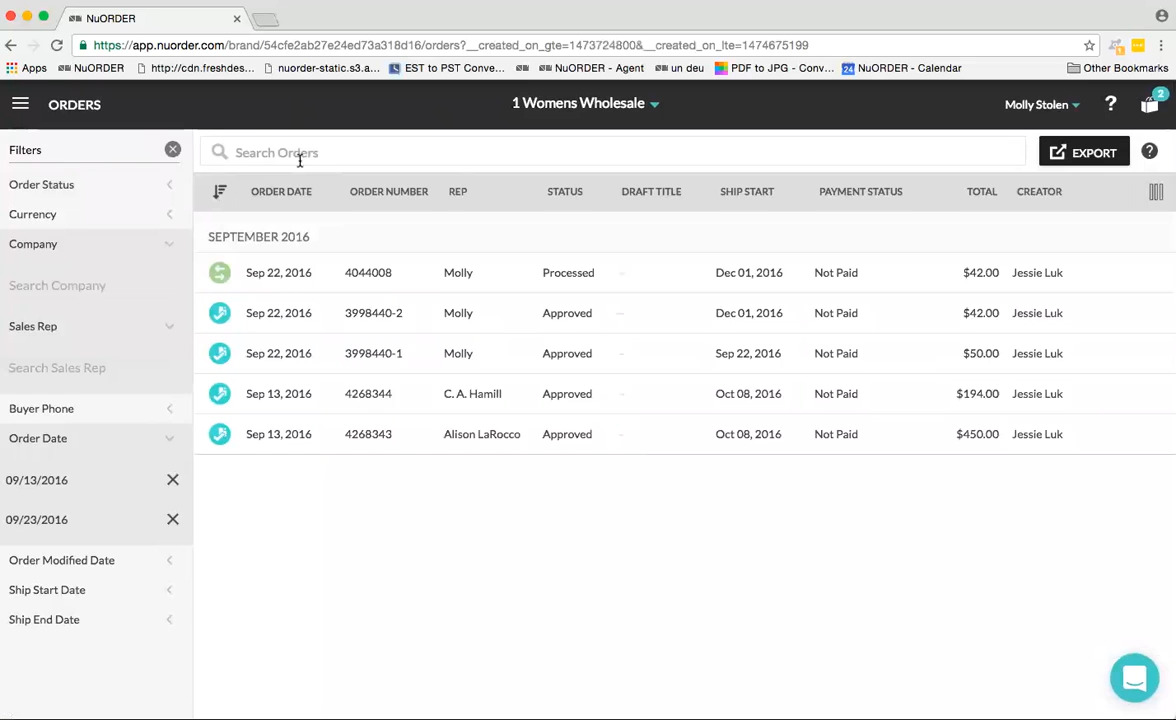 NuORDER
https://app.nuorder.com/brand/54cfe2ab27e24ed73a318d16/orders?__created_on_gte=1473724800&__created_on_lte=1474675199
Apps NuORDER http://cdn.freshdes... nuorder-static.s3.a... EST to PST Conve... NuORDER - Agent un deu PDF to JPG - Conv... 24 NuORDER - Calendar Other Bookmarks
ORDERS 1 Womens Wholesale Molly Stolen ? 2
Filters Search Orders EXPORT ?
Order Status
Currency
Company
Search Company
Sales Rep
Search Sales Rep
Buyer Phone
Order Date
09/13/2016
09/23/2016
Order Modified Date
Ship Start Date
Ship End Date
ORDER DATE ORDER NUMBER REP STATUS DRAFT TITLE SHIP START PAYMENT STATUS TOTAL CREATOR
SEPTEMBER 2016
Sep 22, 2016 4044008 Molly Processed - Dec 01, 2016 Not Paid $42.00 Jessie Luk
Sep 22, 2016 3998440-2 Molly Approved - Dec 01, 2016 Not Paid $42.00 Jessie Luk
Sep 22, 2016 3998440-1 Molly Approved - Sep 22, 2016 Not Paid $50.00 Jessie Luk
Sep 13, 2016 4268344 C. A. Hamill Approved - Oct 08, 2016 Not Paid $194.00 Jessie Luk
Sep 13, 2016 4268343 Alison LaRocco Approved - Oct 08, 2016 Not Paid $450.00 Jessie Luk